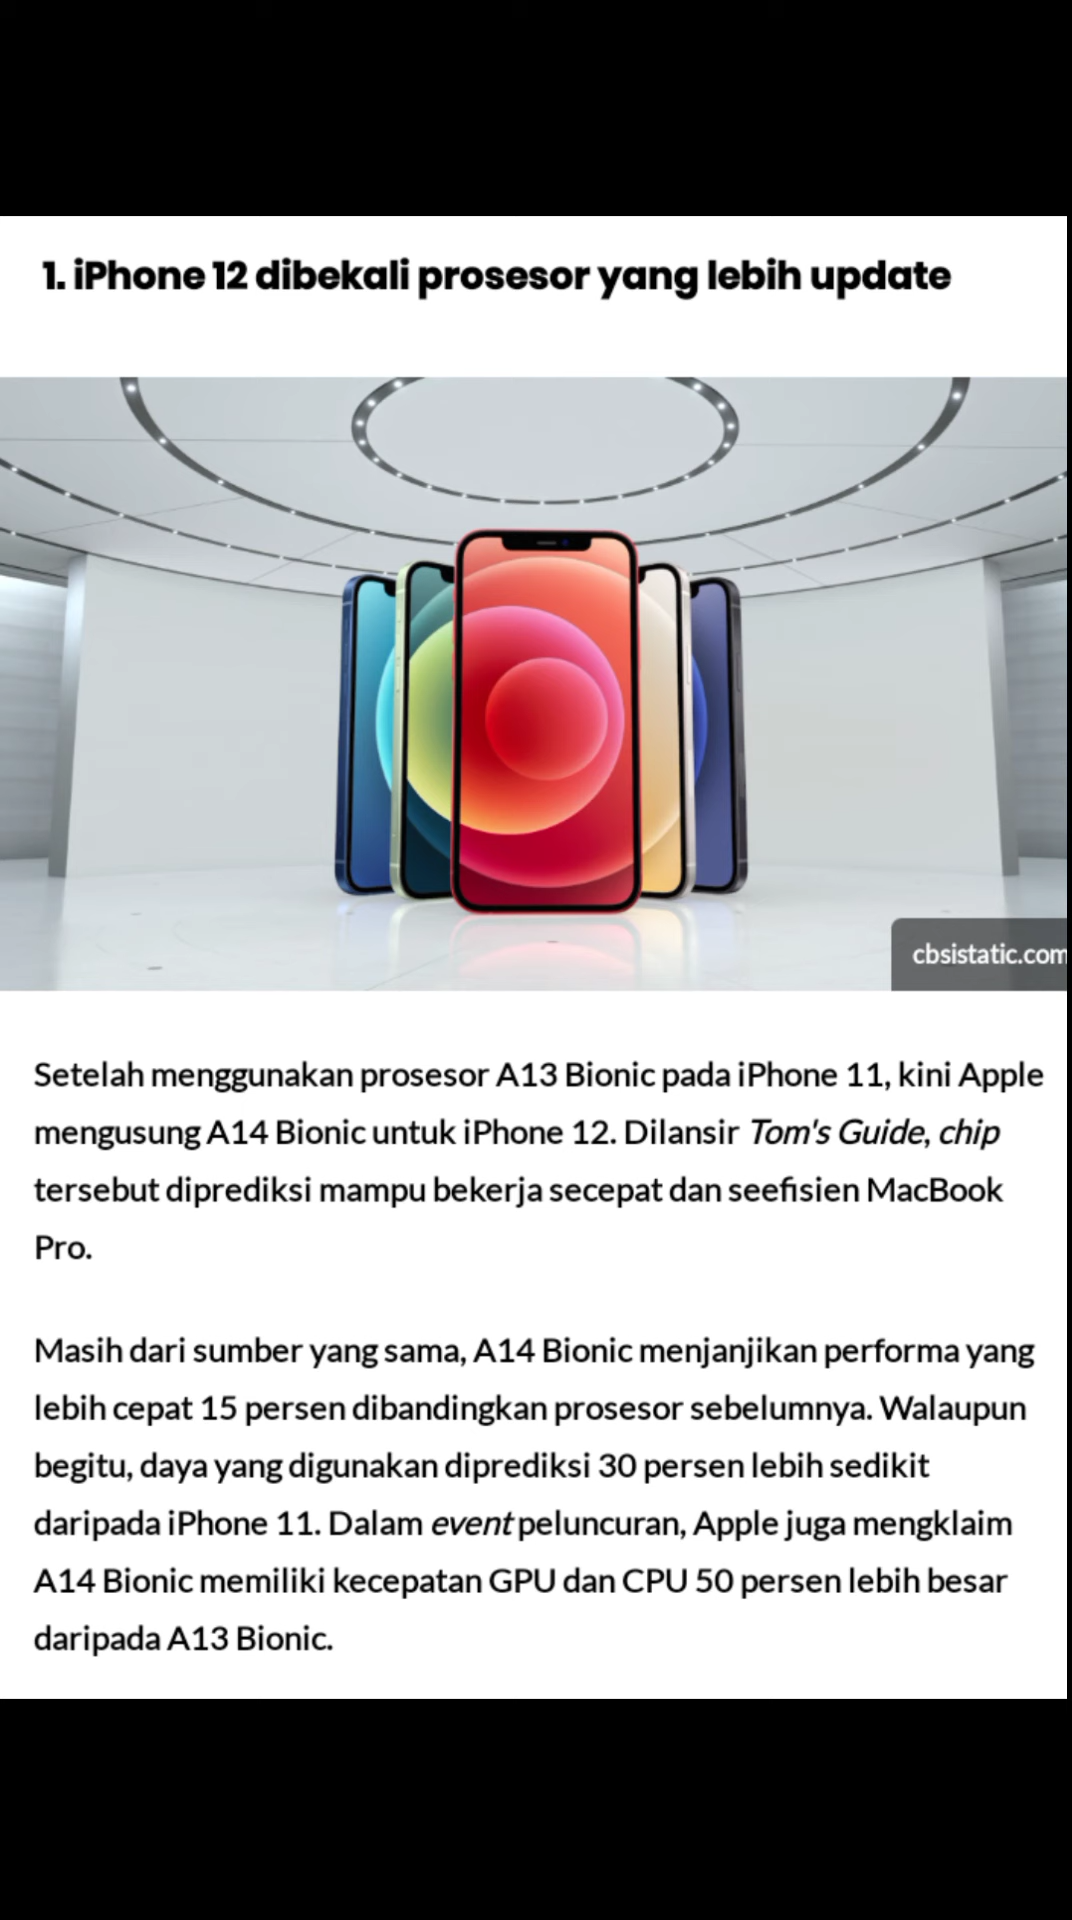 1. iPhone 12 dibekali prosesor yang lebih update
cbsistatic.com
Setelah menggunakan prosesor A13 Bionic pada iPhone 11, kini Apple
mengusung A14 Bionic untuk iPhone 12. Dilansir Tom's Guide, chip
tersebut diprediksi mampu bekerja secepat dan seefisien MacBook
Pro.
Masih dari sumber yang sama, A14 Bionic menjanjikan performa yang
lebih cepat 15 persen dibandingkan prosesor sebelumnya. Walaupun
begitu, daya yang digunakan diprediksi 30 persen lebih sedikit
daripada iPhone 11. Dalam event peluncuran, Apple juga mengklaim
A14 Bionic memiliki kecepatan GPU dan CPU 50 persen lebih besar
daripada A13 Bionic.